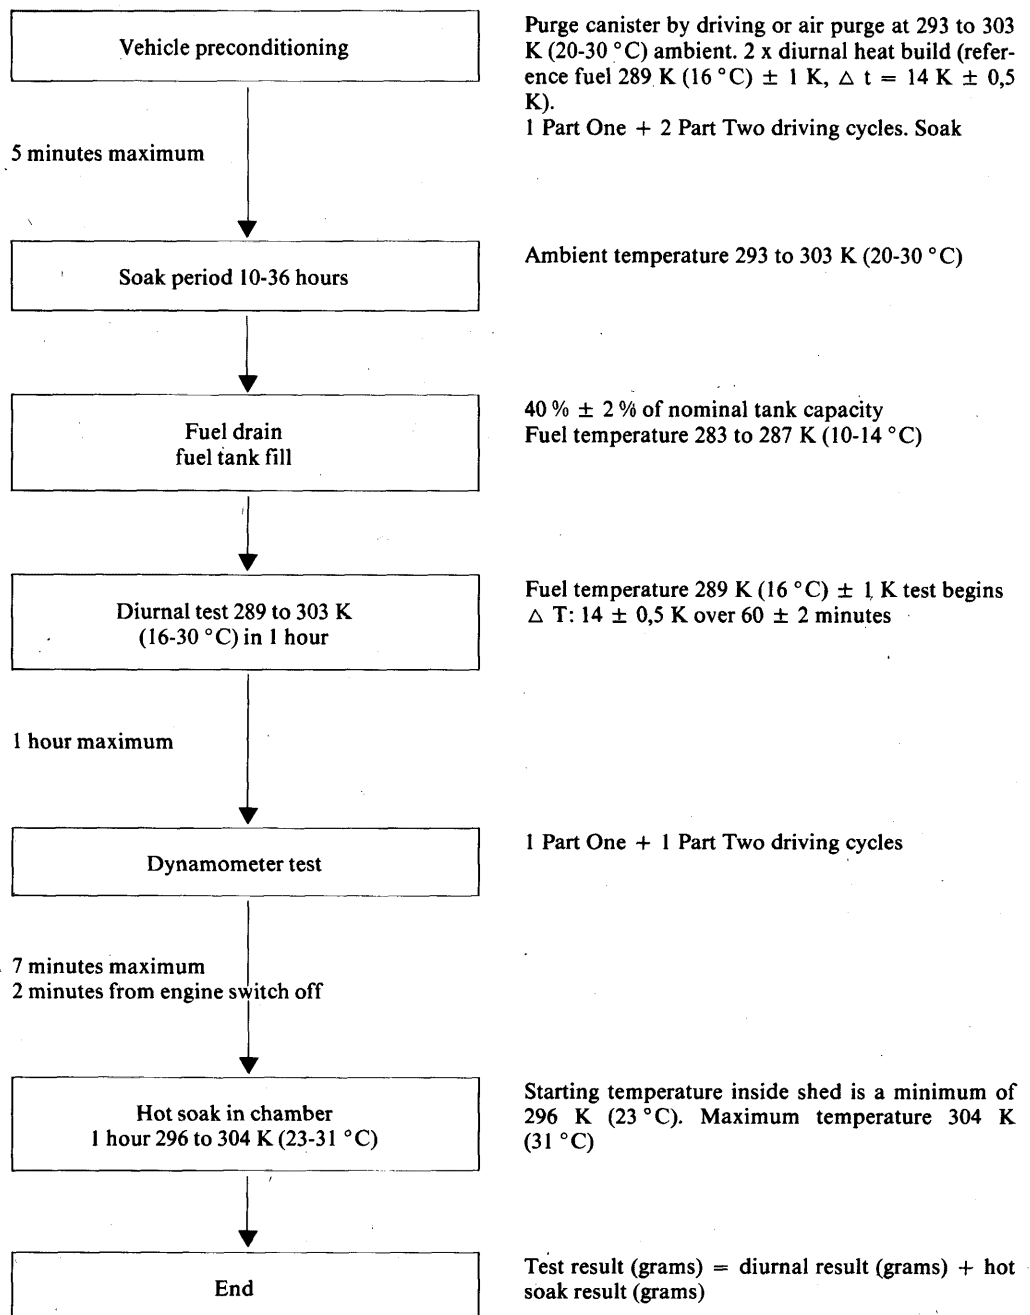 Vehicle preconditioning
Purge canister by driving or air purge at 293 to 303
K (20-30 °C) ambient. 2 x diurnal heat build (refer-
ence fuel 289 K (16 °C) ± 1 K, △ t = 14 K ± 0,5
K).
1 Part One + 2 Part Two driving cycles. Soak
5 minutes maximum
Soak period 10-36 hours
Ambient temperature 293 to 303 K (20-30 °C)
Fuel drain
fuel tank fill
40 % ± 2 % of nominal tank capacity
Fuel temperature 283 to 287 K (10-14 °C)
Diurnal test 289 to 303 K
(16-30 °C) in 1 hour
Fuel temperature 289 K (16 °C) ± 1 K test begins
△ T: 14 ± 0,5 K over 60 ± 2 minutes
1 hour maximum
Dynamometer test
1 Part One + 1 Part Two driving cycles
7 minutes maximum
2 minutes from engine switch off
Hot soak in chamber
1 hour 296 to 304 K (23-31 °C)
Starting temperature inside shed is a minimum of
296 K (23 °C). Maximum temperature 304 K
(31 °C)
End
Test result (grams) = diurnal result (grams) + hot
soak result (grams)